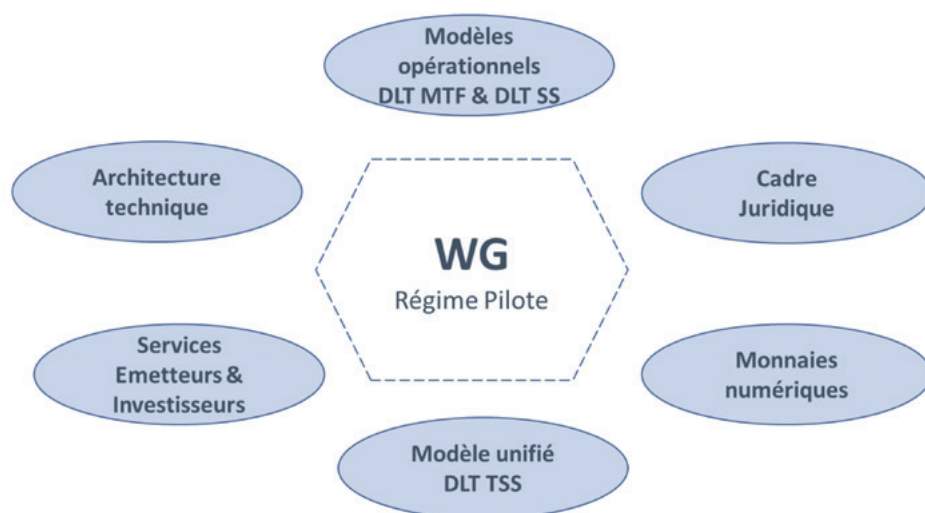 Modèles
opérationnels
DLT MTF & DLT SS
Architecture
technique
Cadre
Juridique
WG
Régime Pilote
Services
Emetteurs &
Investisseurs
Monnaies
numériques
Modèle unifié
DLT TSS